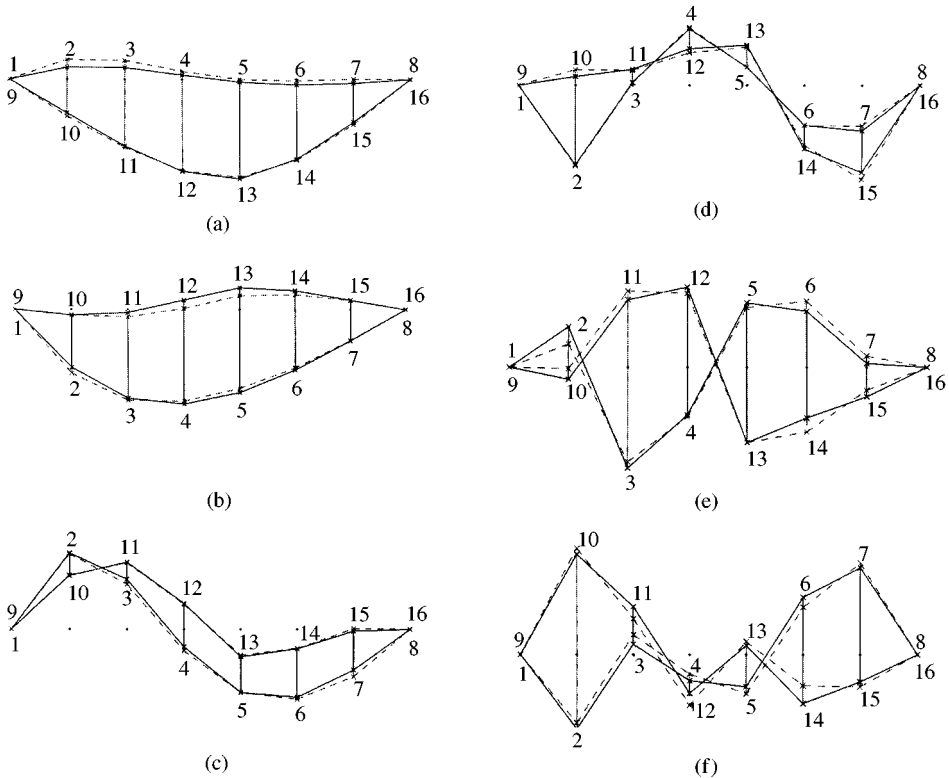 1 2 3 4 5 6 7 8
9 10 11 12 13 14 15 16
(a)
9 10 11 12 13 14 15 16
1 2 3 4 5 6 7 8
(b)
9 2 11 12 13 14 15 16
1 10 3 4 5 6 7 8
(c)
9 10 11 4 13 6 7 8
1 2 3 12 5 14 15 16
(d)
1 2 11 12 5 6 7 8
9 10 3 4 13 14 15 16
(e)
9 10 11 4 13 6 7 8
1 2 3 12 5 14 15 16
(f)